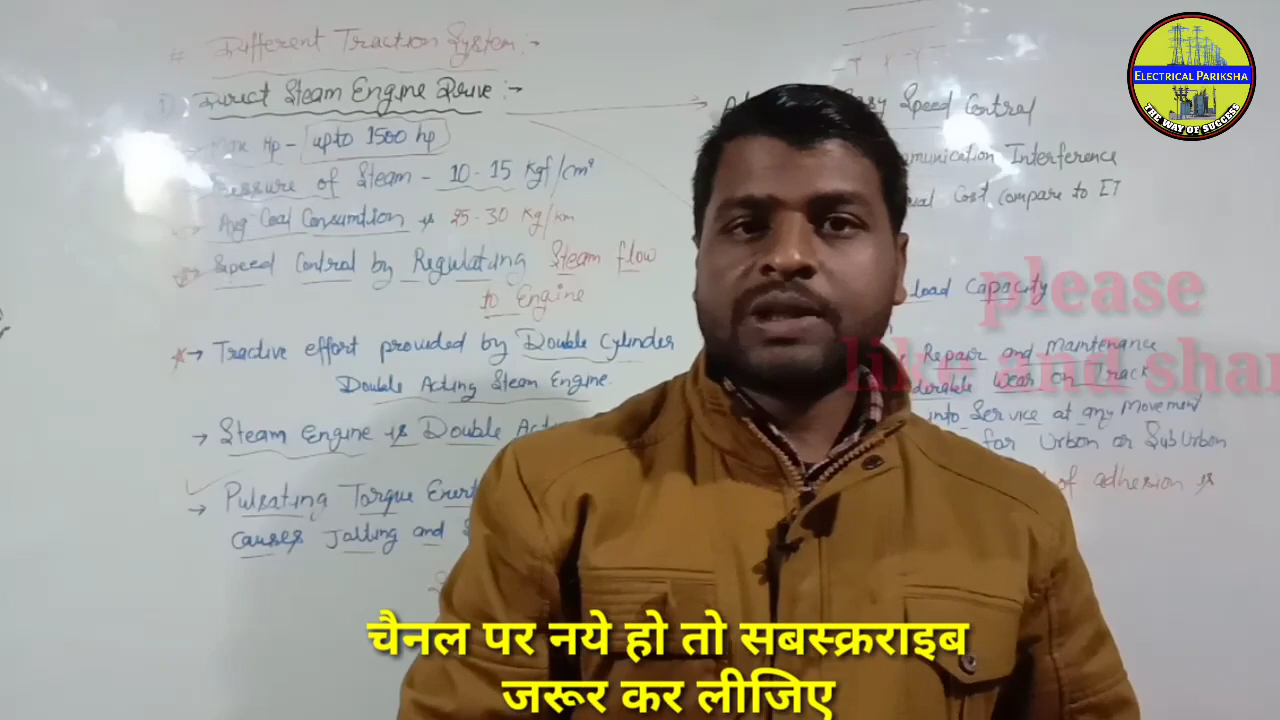 # Different Traction System:-
1) Direct Steam Engine Drive:-
Max Hp - upto 1500 hp
Pressure of Steam - 10-15 Kgf/cm²
Avg Coal Consumtion is 25-30 Kg/km
Speed Control by Regulating Steam flow
to Engine
→ Tractive effort provided by Double Cylinder
Double Acting Steam Engine.
→ Steam Engine is Double
→ Pulsating Torque
causes Jolting and
Easy Speed Control
Interference
Cost Compare to ET
load capacity
Repair and Maintenance
Wear on Track
into Service at any Movement
for Urban or SubUrban
of adhesion is
ELECTRICAL PARIKSHA
THE WAY OF SUCCESS
please
like and
चैनल पर नये हो तो सबस्क्रराइब
जरूर कर लीजिए